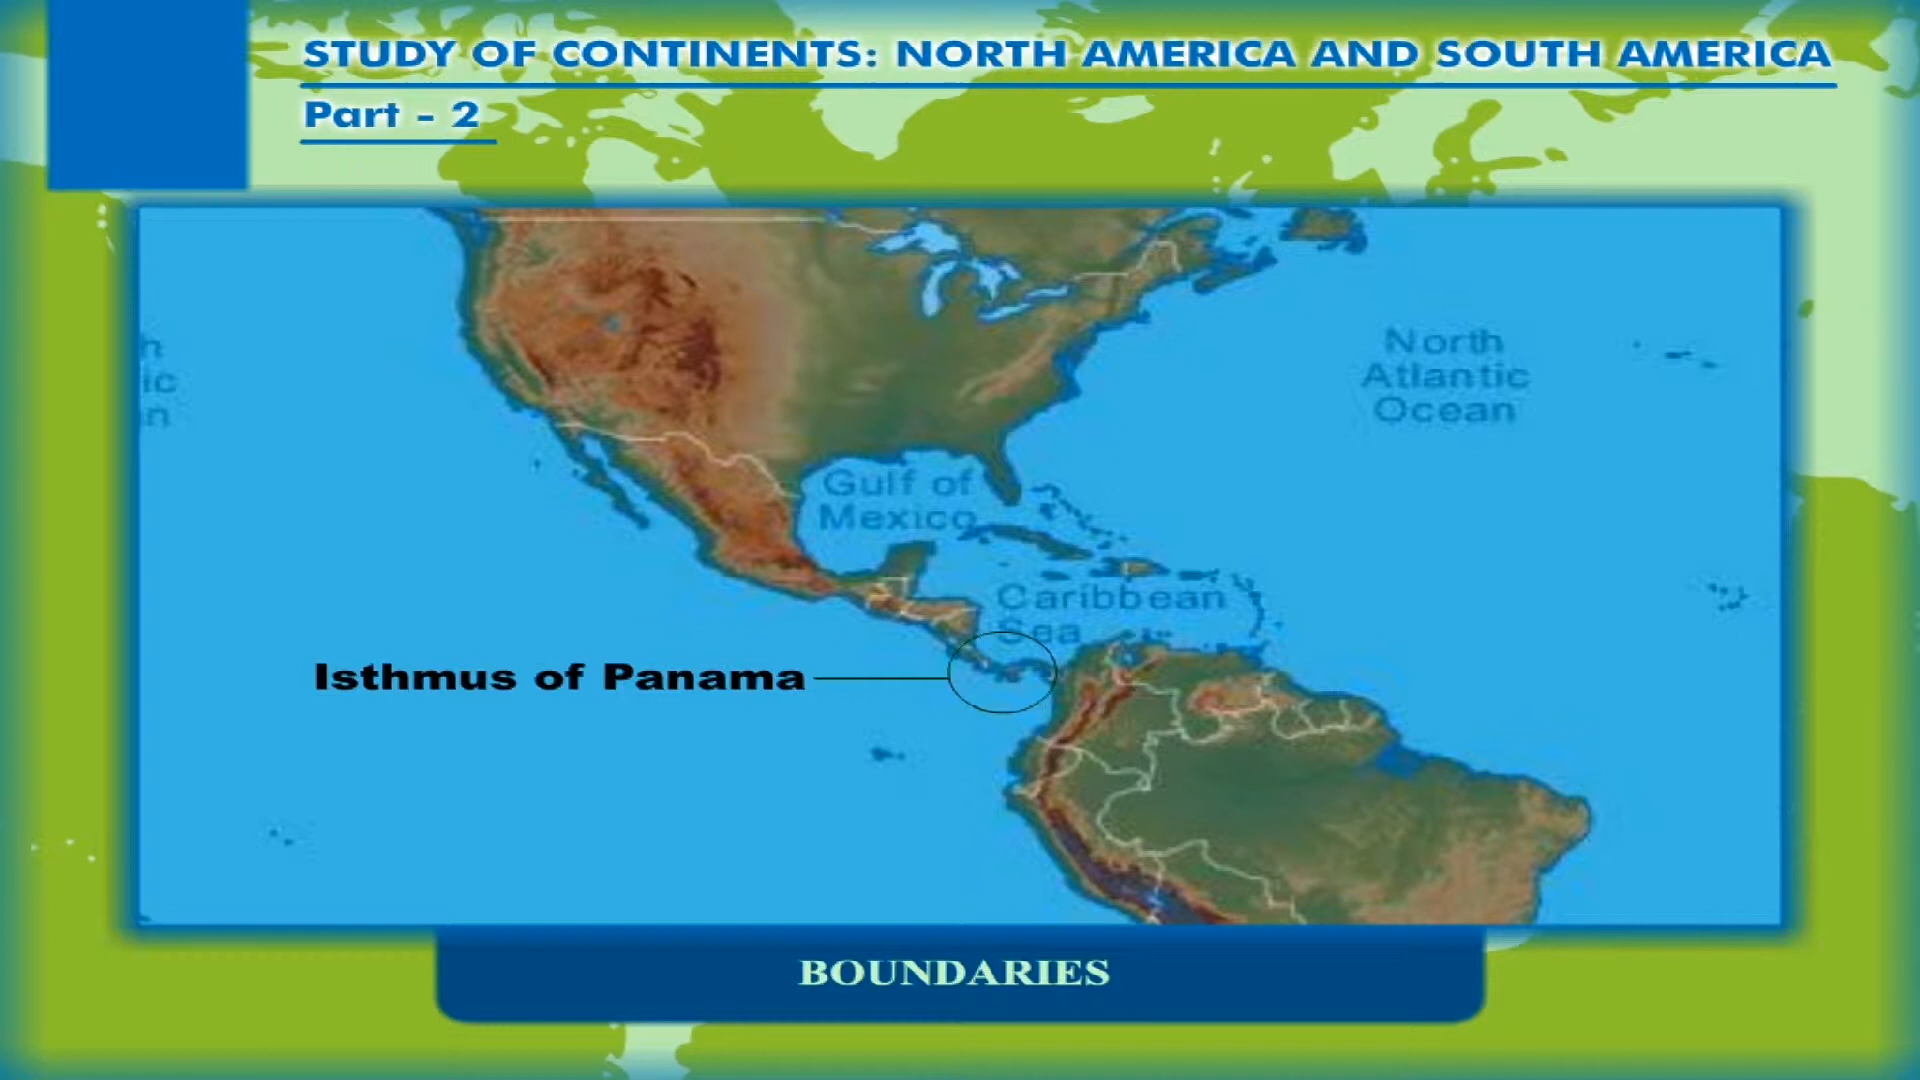 STUDY OF CONTINENTS: NORTH AMERICA AND SOUTH AMERICA
Part - 2
h
ic
n
North
Atlantic
Ocean
Gulf of
Mexico
Caribbean
Sea
Isthmus of Panama
BOUNDARIES